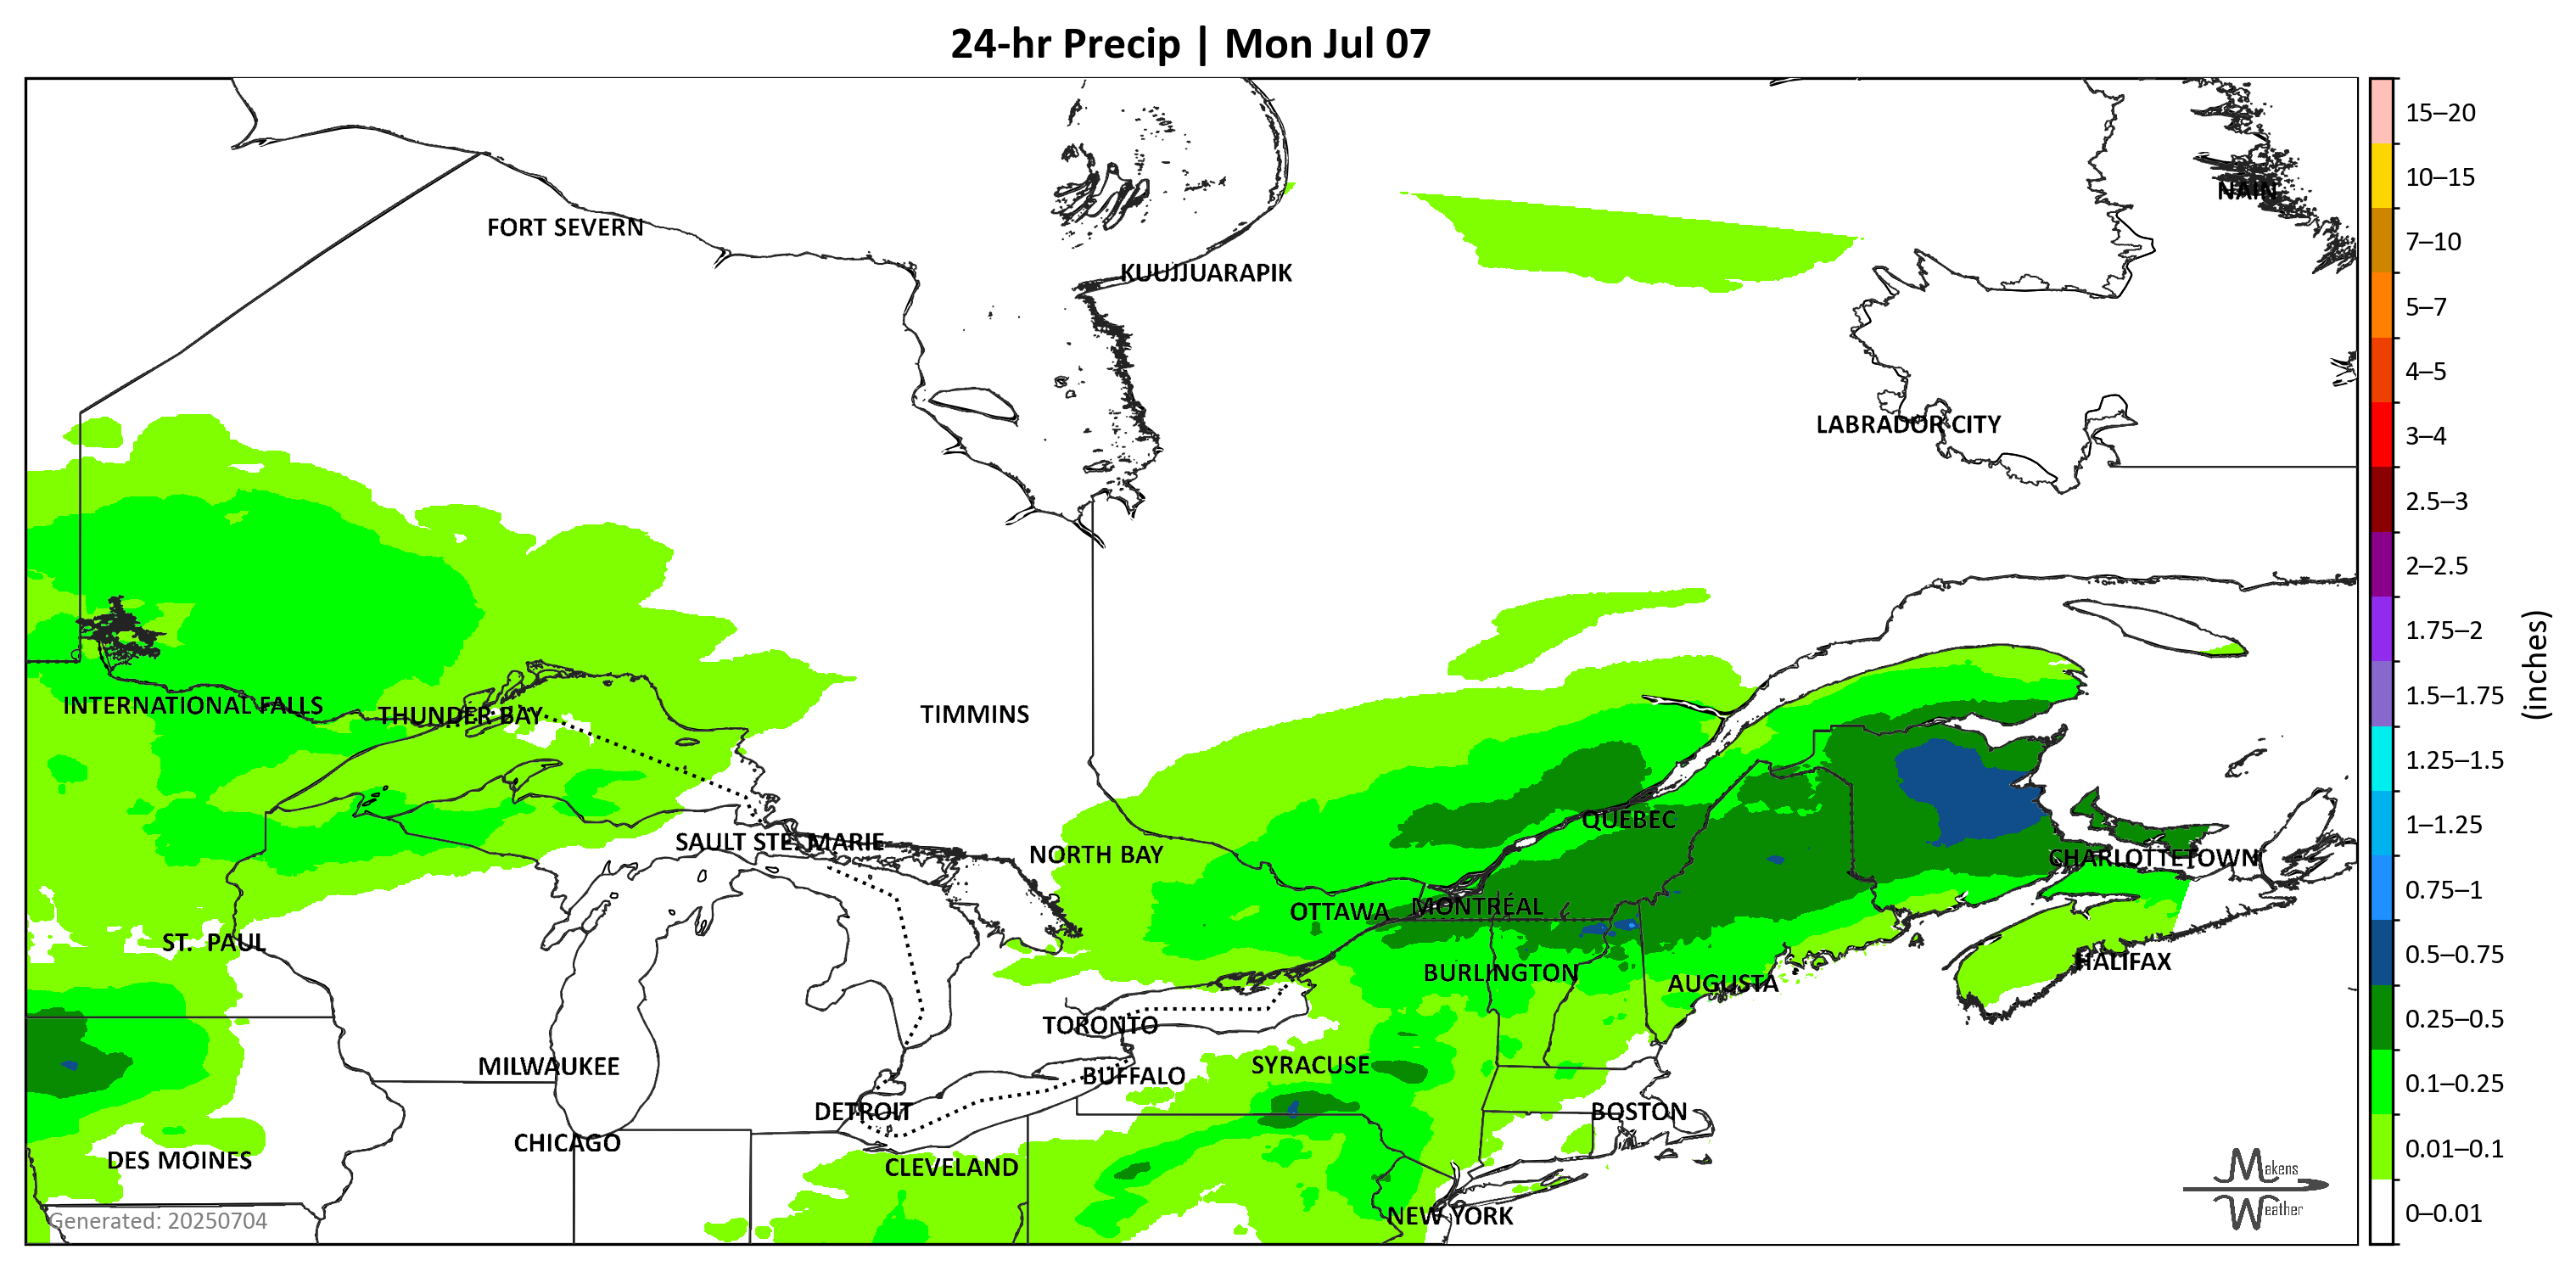 24-hr Precip | Mon Jul 07
FORT SEVERN
KUUJJUARAPIK
NAIN
LABRADOR CITY
INTERNATIONAL FALLS
THUNDER BAY
TIMMINS
SAULT STE. MARIE
NORTH BAY
QUEBEC
CHARLOTTETOWN
OTTAWA
MONTRÉAL
ST. PAUL
BURLINGTON
AUGUSTA
HALIFAX
TORONTO
MILWAUKEE
BUFFALO
SYRACUSE
DETROIT
BOSTON
CHICAGO
DES MOINES
CLEVELAND
NEW YORK
Generated: 20250704
Makens
Weather
15–20
10–15
7–10
5–7
4–5
3–4
2.5–3
2–2.5
1.75–2
1.5–1.75
1.25–1.5
1–1.25
0.75–1
0.5–0.75
0.25–0.5
0.1–0.25
0.01–0.1
0–0.01
(inches)